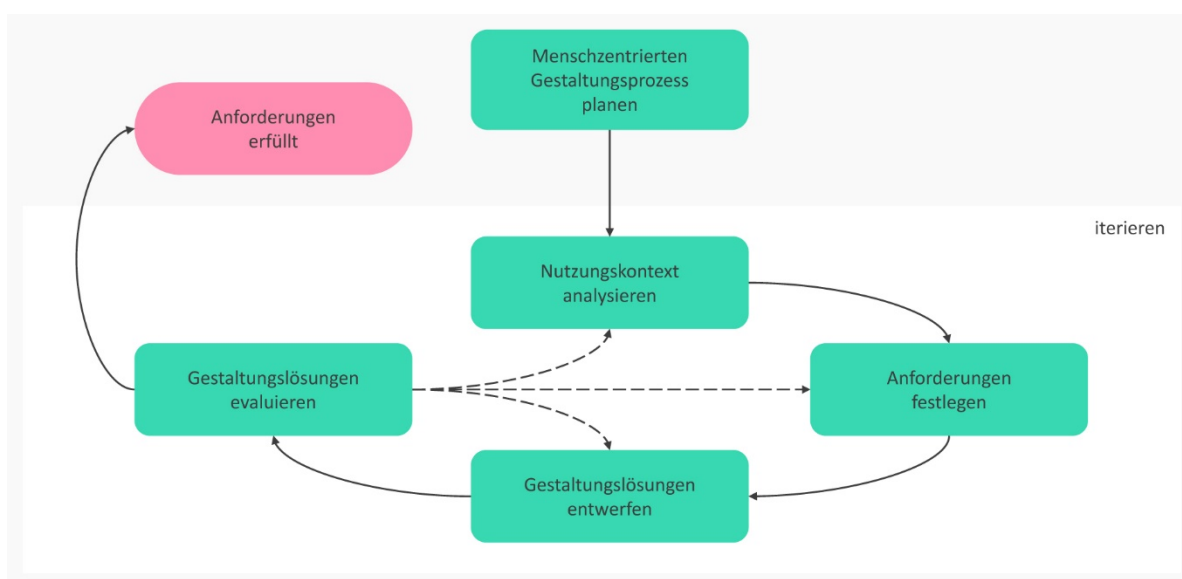 Menschzentrierten
Gestaltungsprozess
planen
Anforderungen
erfüllt
iterieren
Nutzungskontext
analysieren
Gestaltungslösungen
evaluieren
Anforderungen
festlegen
Gestaltungslösungen
entwerfen